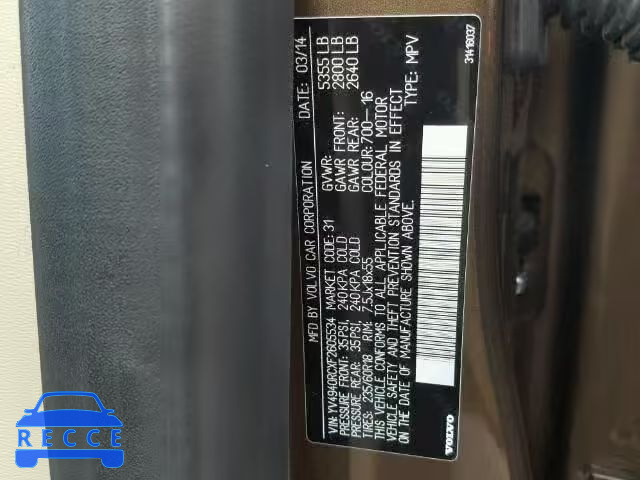 MFD BY VOLVO CAR CORPORATION DATE: 03/14
GVWR: 5355 LB
GAWR FRONT: 2800 LB
GAWR REAR: 2640 LB
VIN: YV4940RCXF2605534 MARKET CODE: 31 COLOUR: 700-16
PRESSURE FRONT: 35PSI, 240KPA COLD
PRESSURE REAR: 35PSI, 240KPA COLD TYPE: MPV
TIRES: 235/60R18 RIM: 7.5Jx18x55
THIS VEHICLE CONFORMS TO ALL APPLICABLE FEDERAL MOTOR
VEHICLE SAFETY AND THEFT PREVENTION STANDARDS IN EFFECT
ON THE DATE OF MANUFACTURE SHOWN ABOVE.
VOLVO
31416037
RECCE